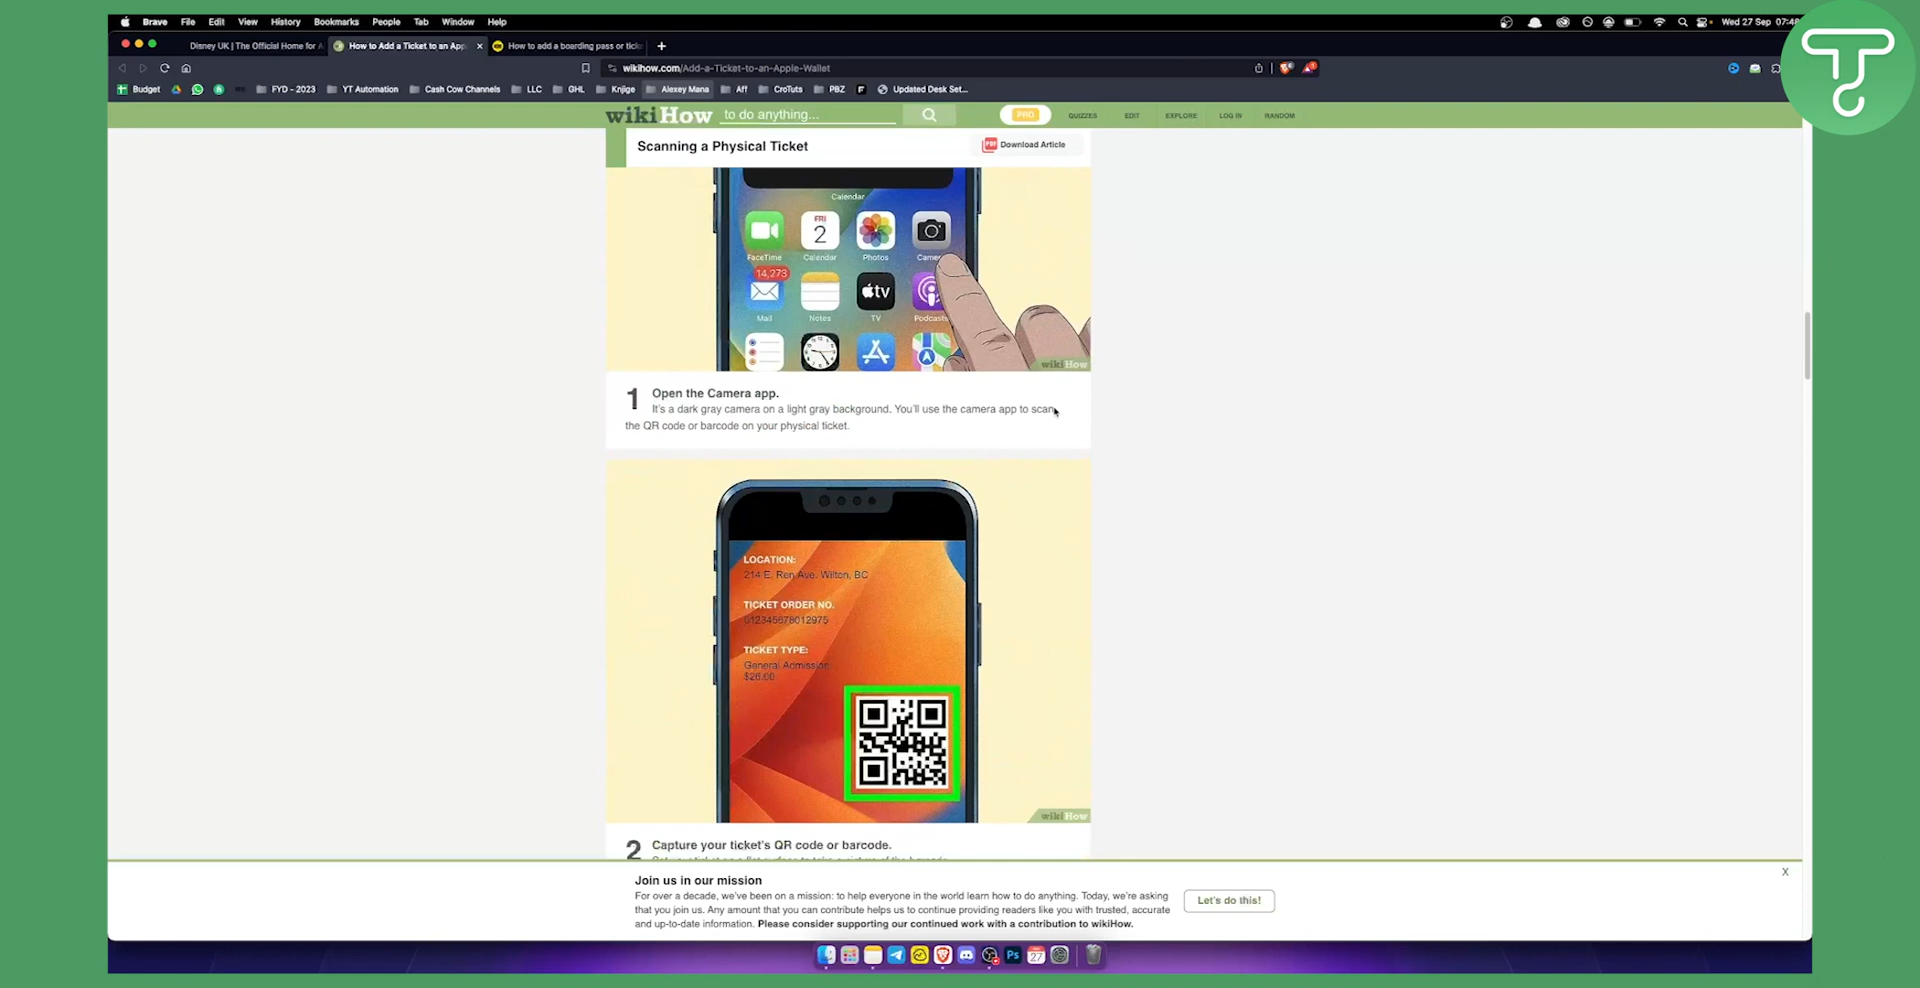 Brave File Edit View History Bookmarks People Tab Window Help Wed 27 Sep 07:48
Disney UK | The Official Home for A How to Add a Ticket to an App How to add a boarding pass or tick
wikihow.com/Add-a-Ticket-to-an-Apple-Wallet
Budget FYD - 2023 YT Automation Cash Cow Channels LLC GHL Knjige Alexey Mana Aff CroTuts PBZ Updated Desk Set...
wikiHow to do anything... PRO QUIZZES EDIT EXPLORE LOG IN RANDOM
Scanning a Physical Ticket
PDF Download Article
Calendar
FRI
2
FaceTime Calendar Photos Camer
14,273
tv
Mail Notes TV Podcasts
wikiHow
1 Open the Camera app.
It's a dark gray camera on a light gray background. You'll use the camera app to scan
the QR code or barcode on your physical ticket.
LOCATION:
214 E. Ren Ave. Wilton, BC
TICKET ORDER NO.
012345678012975
TICKET TYPE:
General Admission
$26.00
wikiHow
2 Capture your ticket's QR code or barcode.
Join us in our mission
X
For over a decade, we've been on a mission: to help everyone in the world learn how to do anything. Today, we're asking
that you join us. Any amount that you can contribute helps us to continue providing readers like you with trusted, accurate
and up-to-date information. Please consider supporting our continued work with a contribution to wikiHow.
Let's do this!
Ps 27